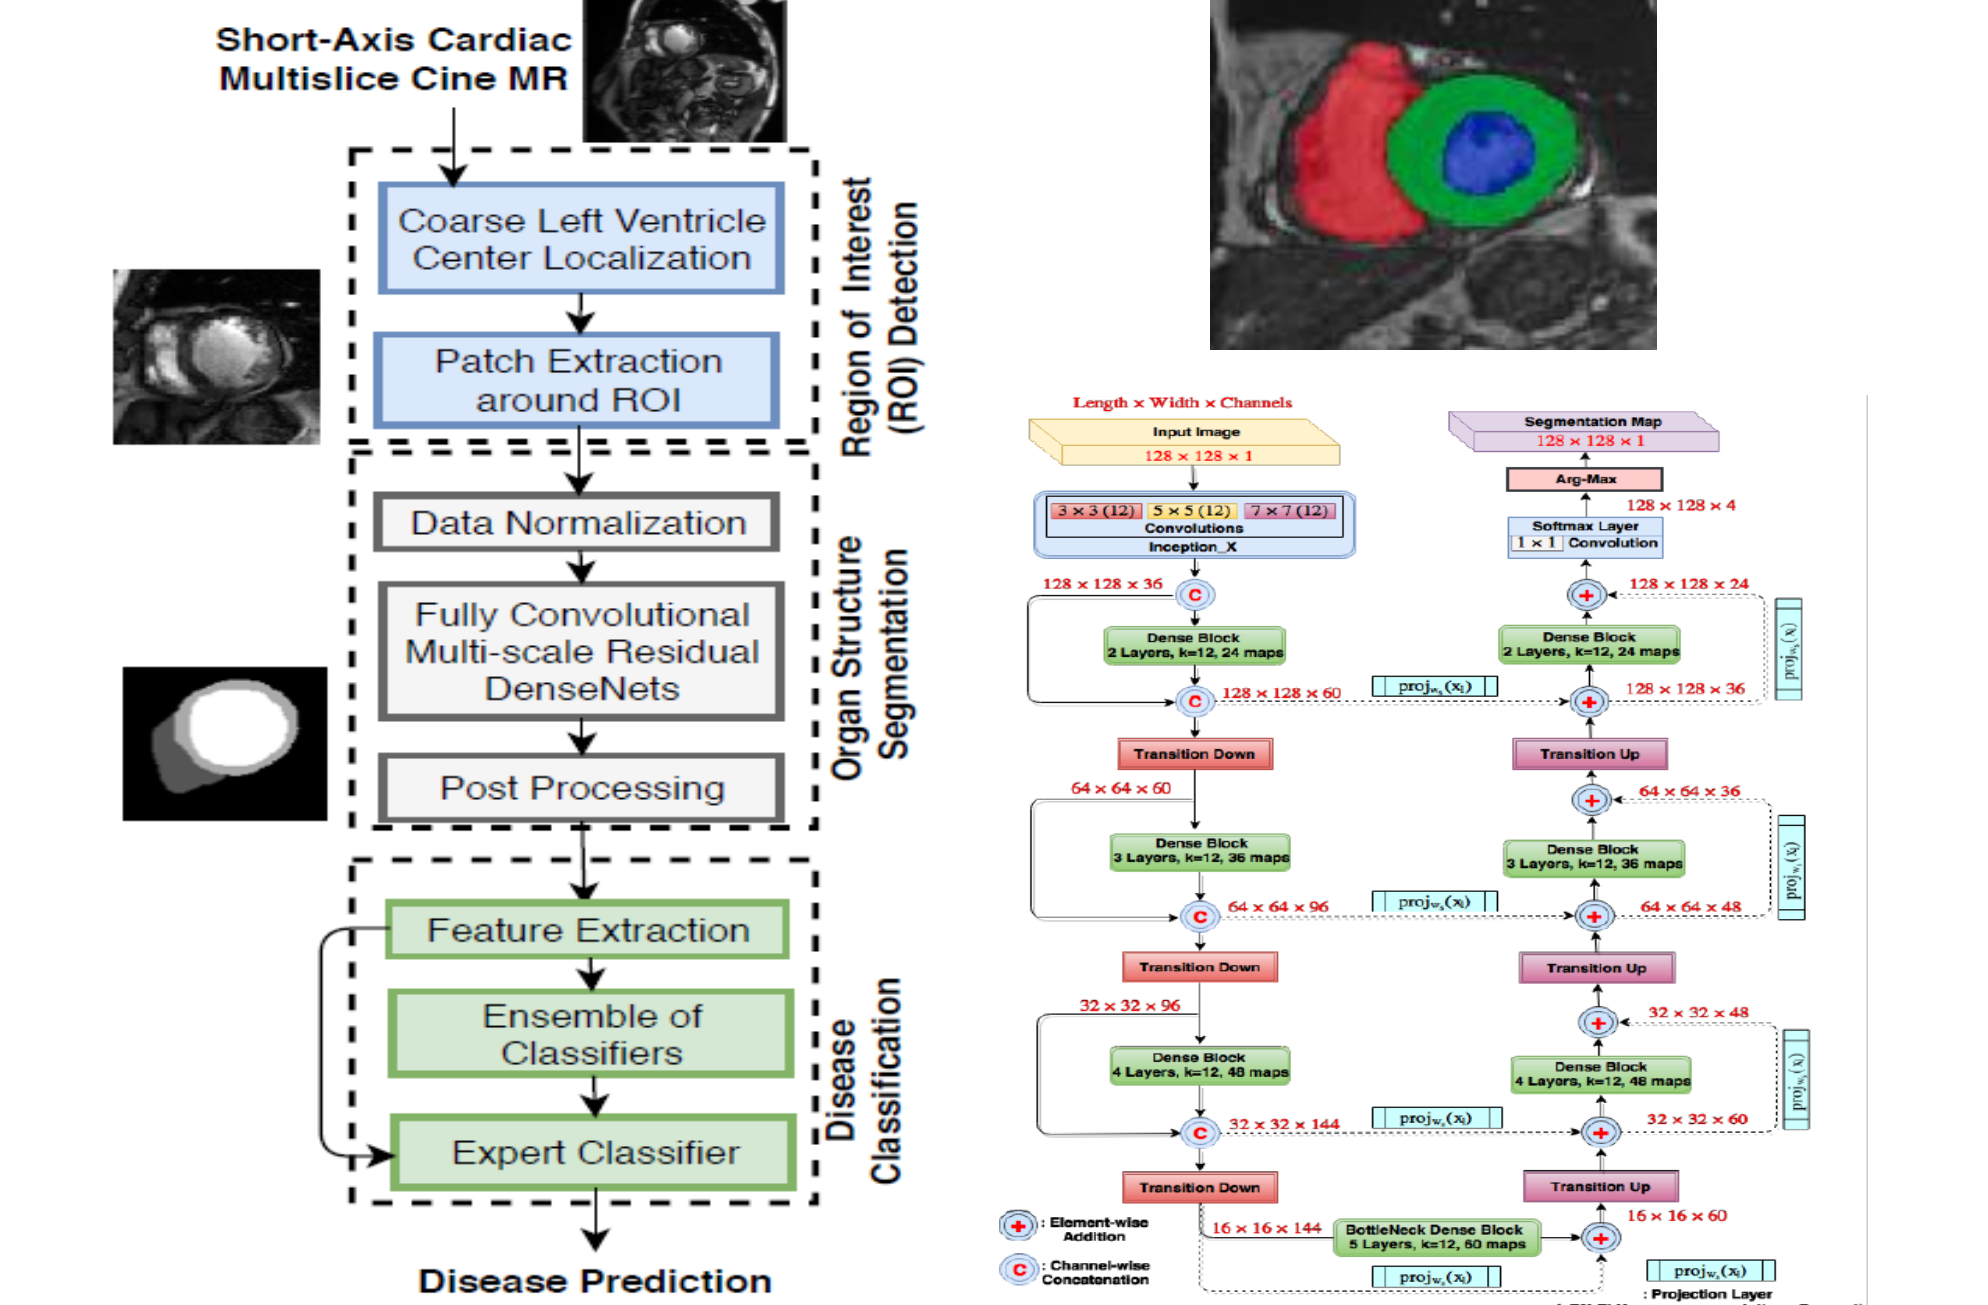 Short-Axis Cardiac
Multislice Cine MR
Coarse Left Ventricle
Center Localization
Patch Extraction
around ROI
Region of Interest
(ROI) Detection
Data Normalization
Fully Convolutional
Multi-scale Residual
DenseNets
Post Processing
Organ Structure
Segmentation
Feature Extraction
Ensemble of
Classifiers
Expert Classifier
Disease
Classification
Disease Prediction
Length × Width × Channels
Input Image
128 × 128 × 1
3 × 3 (12) 5 × 5 (12) 7 × 7 (12)
Convolutions
Inception_X
128 × 128 × 36
C
Dense Block
2 Layers, k=12, 24 maps
C
128 × 128 × 60
Transition Down
64 × 64 × 60
Dense Block
3 Layers, k=12, 36 maps
C
64 × 64 × 96
Transition Down
32 × 32 × 96
Dense Block
4 Layers, k=12, 48 maps
C
32 × 32 × 144
Transition Down
16 × 16 × 144
BottleNeck Dense Block
5 Layers, k=12, 60 maps
Segmentation Map
128 × 128 × 1
Arg-Max
128 × 128 × 4
Softmax Layer
1 × 1 Convolution
+
128 × 128 × 24
Dense Block
2 Layers, k=12, 24 maps
+
128 × 128 × 36
Transition Up
+
64 × 64 × 36
Dense Block
3 Layers, k=12, 36 maps
+
64 × 64 × 48
Transition Up
+
32 × 32 × 48
Dense Block
4 Layers, k=12, 48 maps
+
32 × 32 × 60
Transition Up
16 × 16 × 60
+
+ : Element-wise
Addition
C : Channel-wise
Concatenation
: Projection Layer